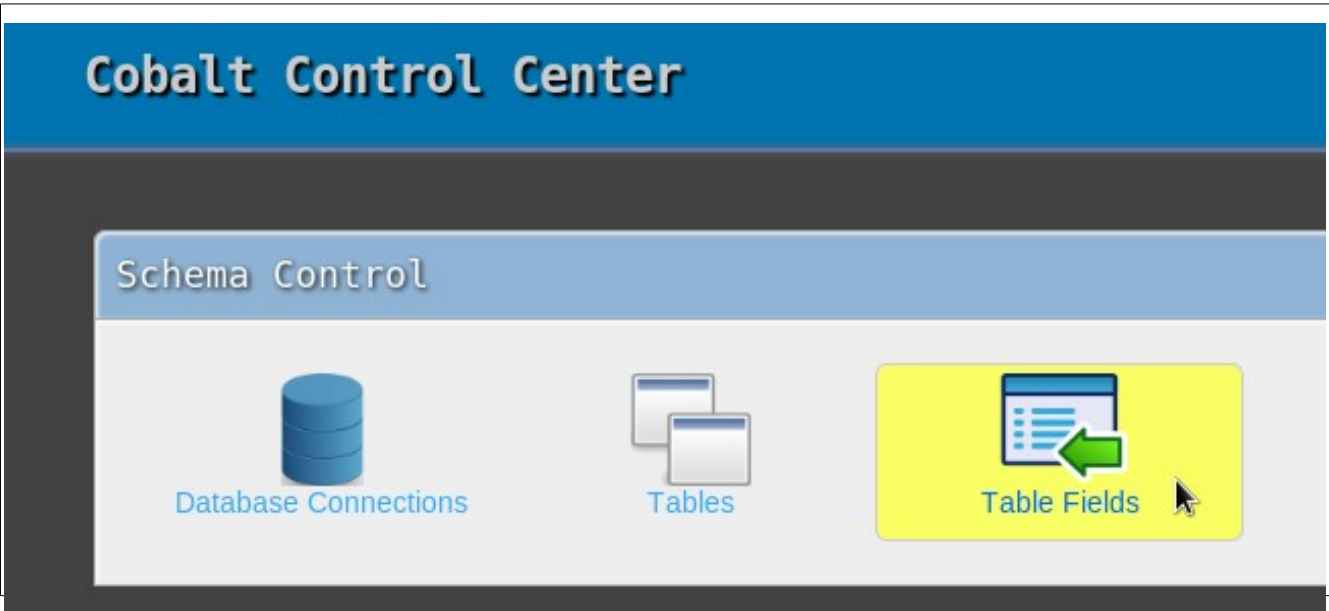 Cobalt Control Center
Schema Control
Database Connections
Tables
Table Fields